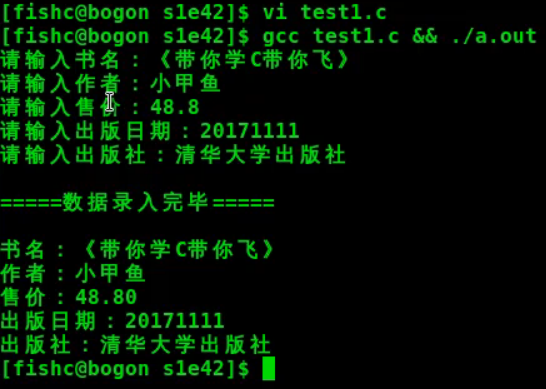 [fishc@bogon s1e42]$ vi test1.c
[fishc@bogon s1e42]$ gcc test1.c && ./a.out
请输入书名：《带你学C带你飞》
请输入作者：小甲鱼
请输入售价：48.8
请输入出版日期：20171111
请输入出版社：清华大学出版社
=====数据录入完毕=====
书名：《带你学C带你飞》
作者：小甲鱼
售价：48.80
出版日期：20171111
出版社：清华大学出版社
[fishc@bogon s1e42]$